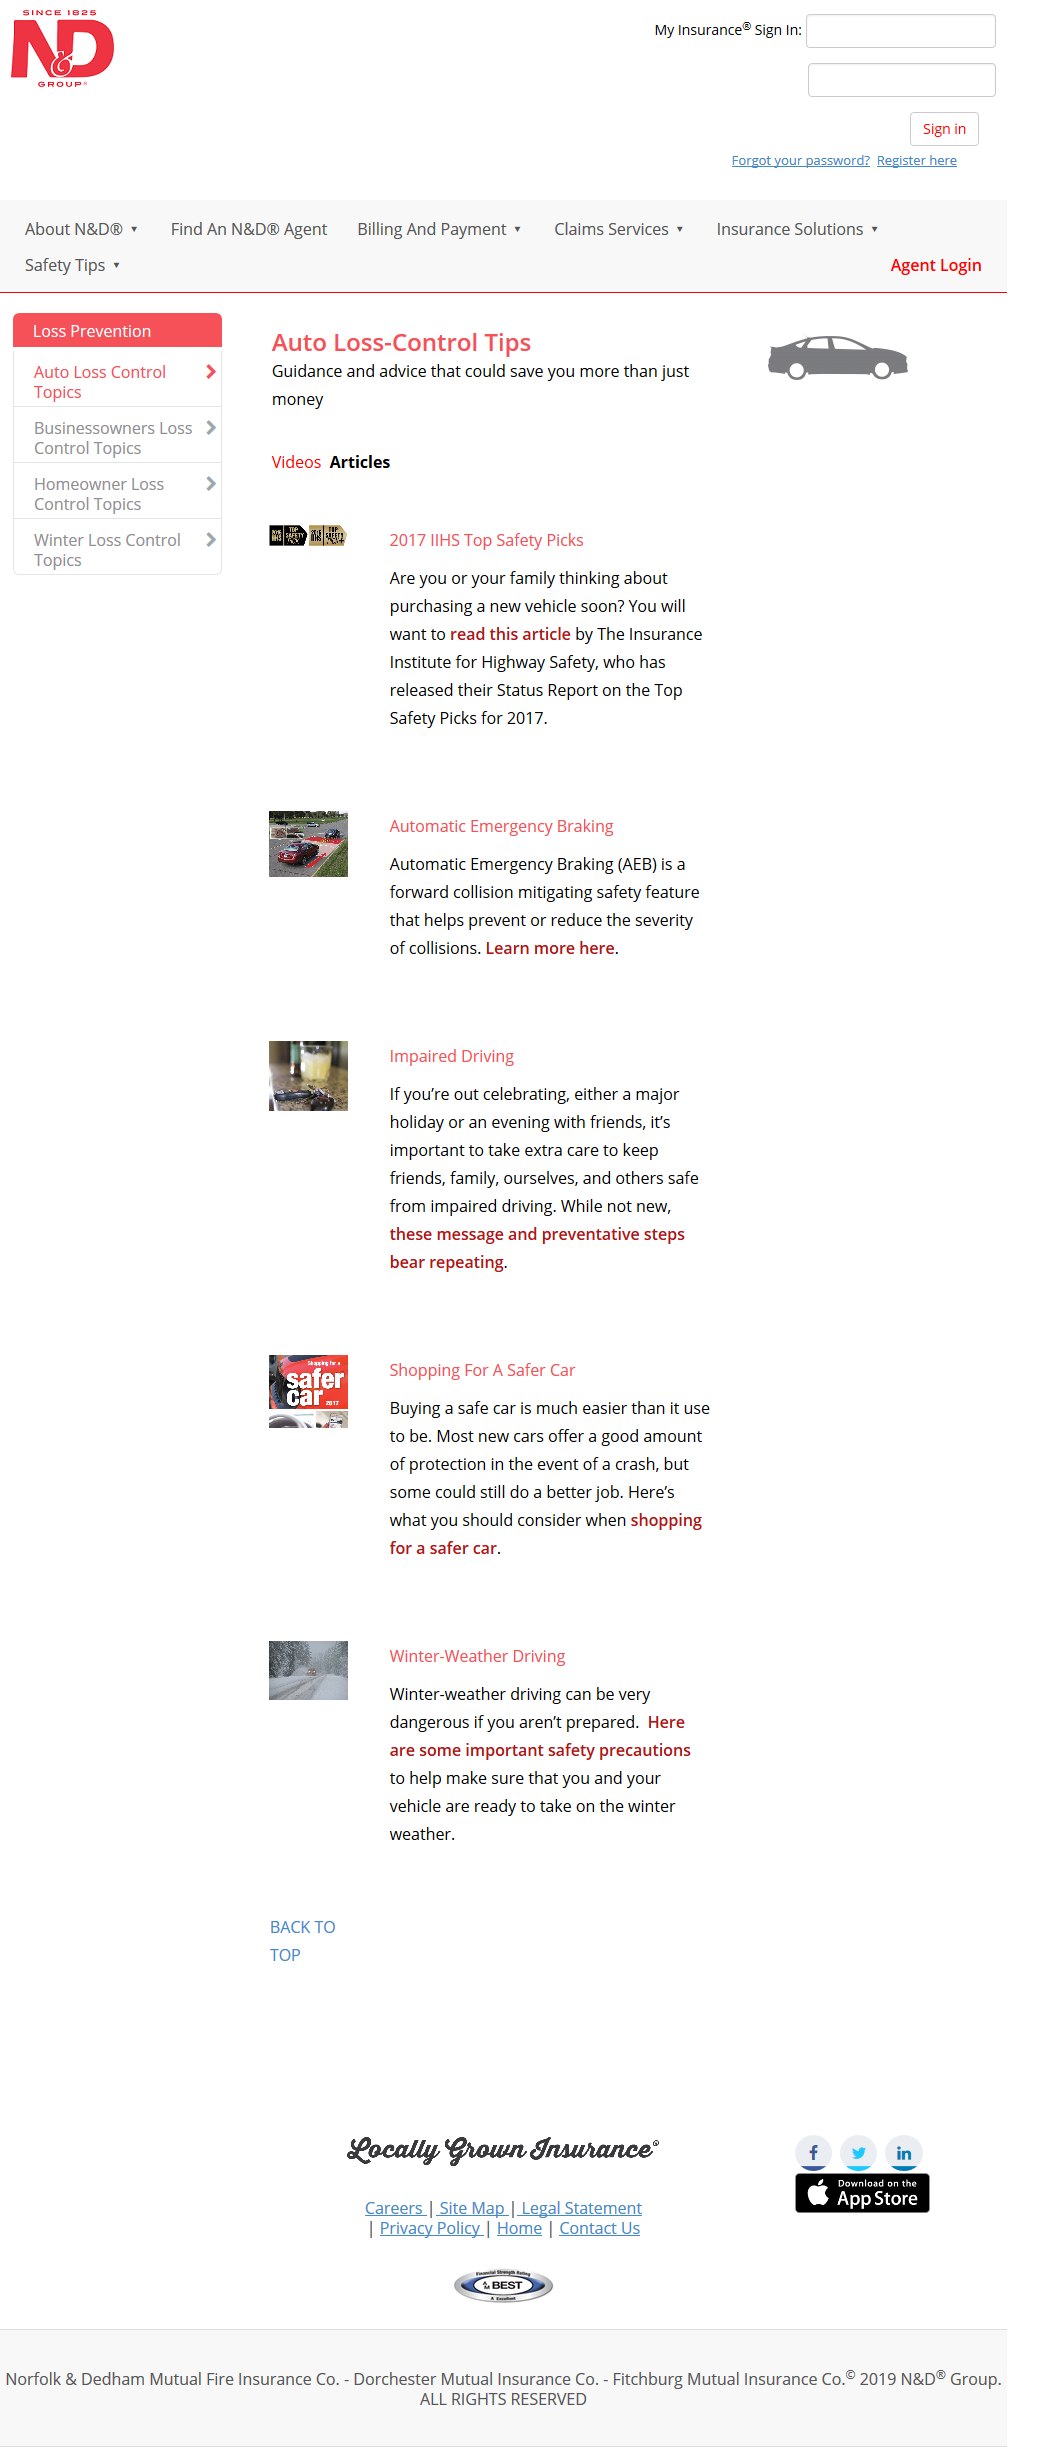 SINCE 1825
N&D
GROUP®
My Insurance® Sign In:
Sign in
Forgot your password? Register here
About N&D® ▼ Find An N&D® Agent Billing And Payment ▼ Claims Services ▼ Insurance Solutions ▼
Safety Tips ▼ Agent Login
Loss Prevention
Auto Loss Control
Topics
Businessowners Loss
Control Topics
Homeowner Loss
Control Topics
Winter Loss Control
Topics
Auto Loss-Control Tips
Guidance and advice that could save you more than just
money
Videos Articles
TOP
SAFETY
TOP
SAFETY
2017 IIHS Top Safety Picks
Are you or your family thinking about
purchasing a new vehicle soon? You will
want to read this article by The Insurance
Institute for Highway Safety, who has
released their Status Report on the Top
Safety Picks for 2017.
Automatic Emergency Braking
Automatic Emergency Braking (AEB) is a
forward collision mitigating safety feature
that helps prevent or reduce the severity
of collisions. Learn more here.
Impaired Driving
If you’re out celebrating, either a major
holiday or an evening with friends, it’s
important to take extra care to keep
friends, family, ourselves, and others safe
from impaired driving. While not new,
these message and preventative steps
bear repeating.
Shopping for a
safer
car
2017
Shopping For A Safer Car
Buying a safe car is much easier than it use
to be. Most new cars offer a good amount
of protection in the event of a crash, but
some could still do a better job. Here’s
what you should consider when shopping
for a safer car.
Winter-Weather Driving
Winter-weather driving can be very
dangerous if you aren’t prepared. Here
are some important safety precautions
to help make sure that you and your
vehicle are ready to take on the winter
weather.
BACK TO
TOP
Locally Grown Insurance®
f in
Download on the
App Store
Careers | Site Map | Legal Statement
| Privacy Policy | Home | Contact Us
Financial Strength Rating
AM BEST
A Excellent
Norfolk & Dedham Mutual Fire Insurance Co. - Dorchester Mutual Insurance Co. - Fitchburg Mutual Insurance Co.© 2019 N&D® Group.
ALL RIGHTS RESERVED